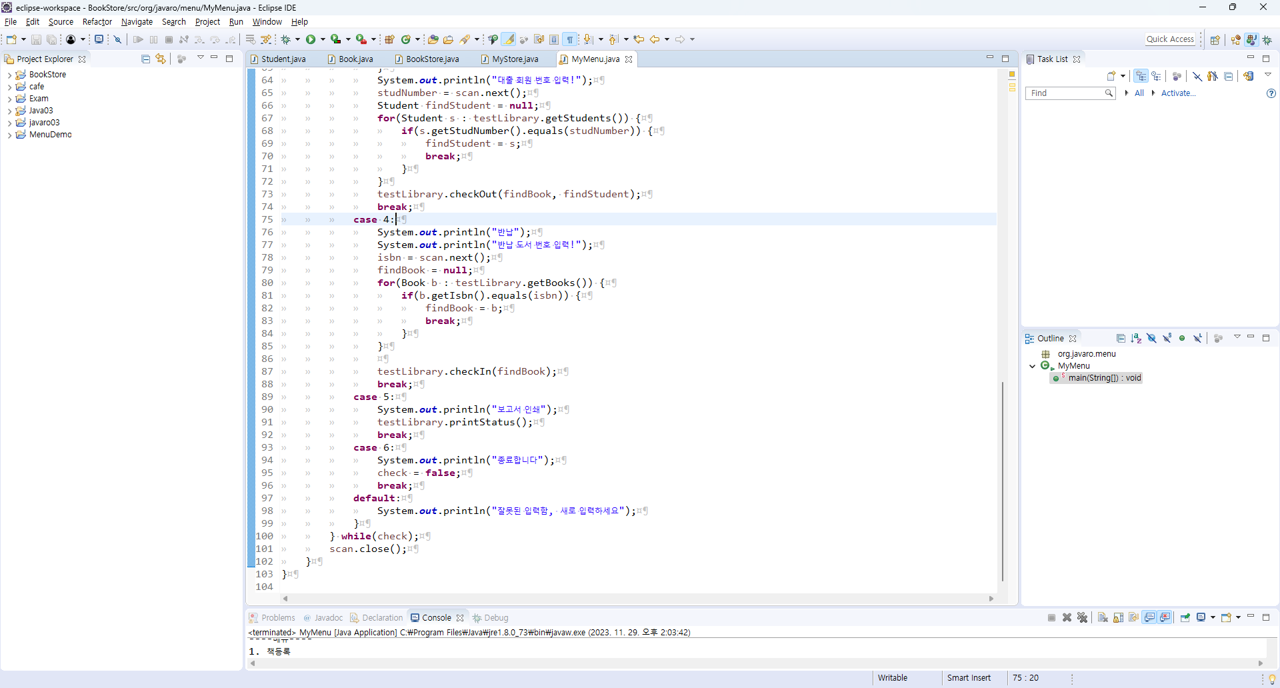 eclipse-workspace - BookStore/src/org/javaro/menu/MyMenu.java - Eclipse IDE
File Edit Source Refactor Navigate Search Project Run Window Help
Quick Access
Project Explorer
BookStore
cafe
Exam
Java03
javaro03
MenuDemo
Student.java Book.java BookStore.java MyStore.java MyMenu.java
64 System.out.println("대출 회원 번호 입력!");
65 studNumber = scan.next();
66 Student findStudent = null;
67 for(Student s : testLibrary.getStudents()) {
68 if(s.getStudNumber().equals(studNumber)) {
69 findStudent = s;
70 break;
71 }
72 }
73 testLibrary.checkOut(findBook, findStudent);
74 break;
75 case 4:
76 System.out.println("반납");
77 System.out.println("반납 도서 번호 입력!");
78 isbn = scan.next();
79 findBook = null;
80 for(Book b : testLibrary.getBooks()) {
81 if(b.getIsbn().equals(isbn)) {
82 findBook = b;
83 break;
84 }
85 }
86
87 testLibrary.checkIn(findBook);
88 break;
89 case 5:
90 System.out.println("보고서 인쇄");
91 testLibrary.printStatus();
92 break;
93 case 6:
94 System.out.println("종료합니다");
95 check = false;
96 break;
97 default:
98 System.out.println("잘못된 입력함, 새로 입력하세요");
99 }
100 } while(check);
101 scan.close();
102 }
103 }
104
Task List
Find All Activate...
Outline
org.javaro.menu
MyMenu
main(String[]) : void
Problems Javadoc Declaration Console Debug
<terminated> MyMenu [Java Application] C:₩Program Files₩Java₩jre1.8.0_73₩bin₩javaw.exe (2023. 11. 29. 오후 2:03:42)
1. 책등록
Writable Smart Insert 75 : 20